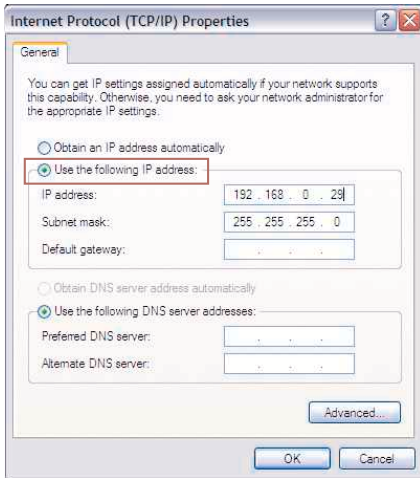 Internet Protocol (TCP/IP) Properties
General
You can get IP settings assigned automatically if your network supports
this capability. Otherwise, you need to ask your network administrator for
the appropriate IP settings.
Obtain an IP address automatically
Use the following IP address:
IP address: 192 . 168 . 0 . 29
Subnet mask: 255 . 255 . 255 . 0
Default gateway: . . .
Obtain DNS server address automatically
Use the following DNS server addresses:
Preferred DNS server: . . .
Alternate DNS server: . . .
Advanced...
OK Cancel